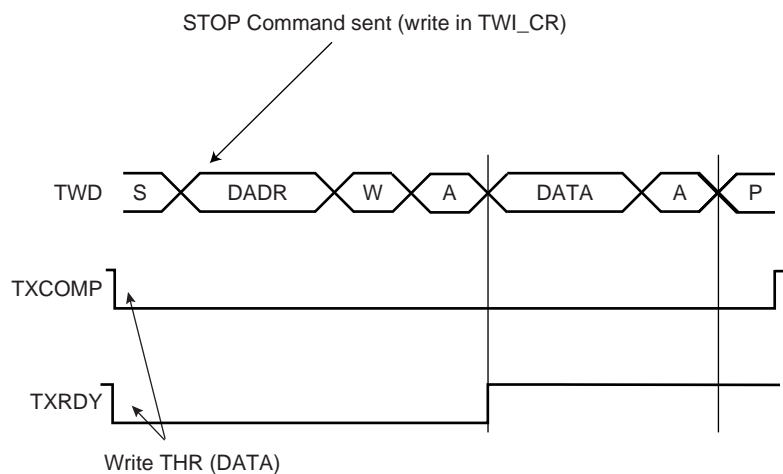 STOP Command sent (write in TWI_CR)
TWD S DADR W A DATA A P
TXCOMP
TXRDY
Write THR (DATA)